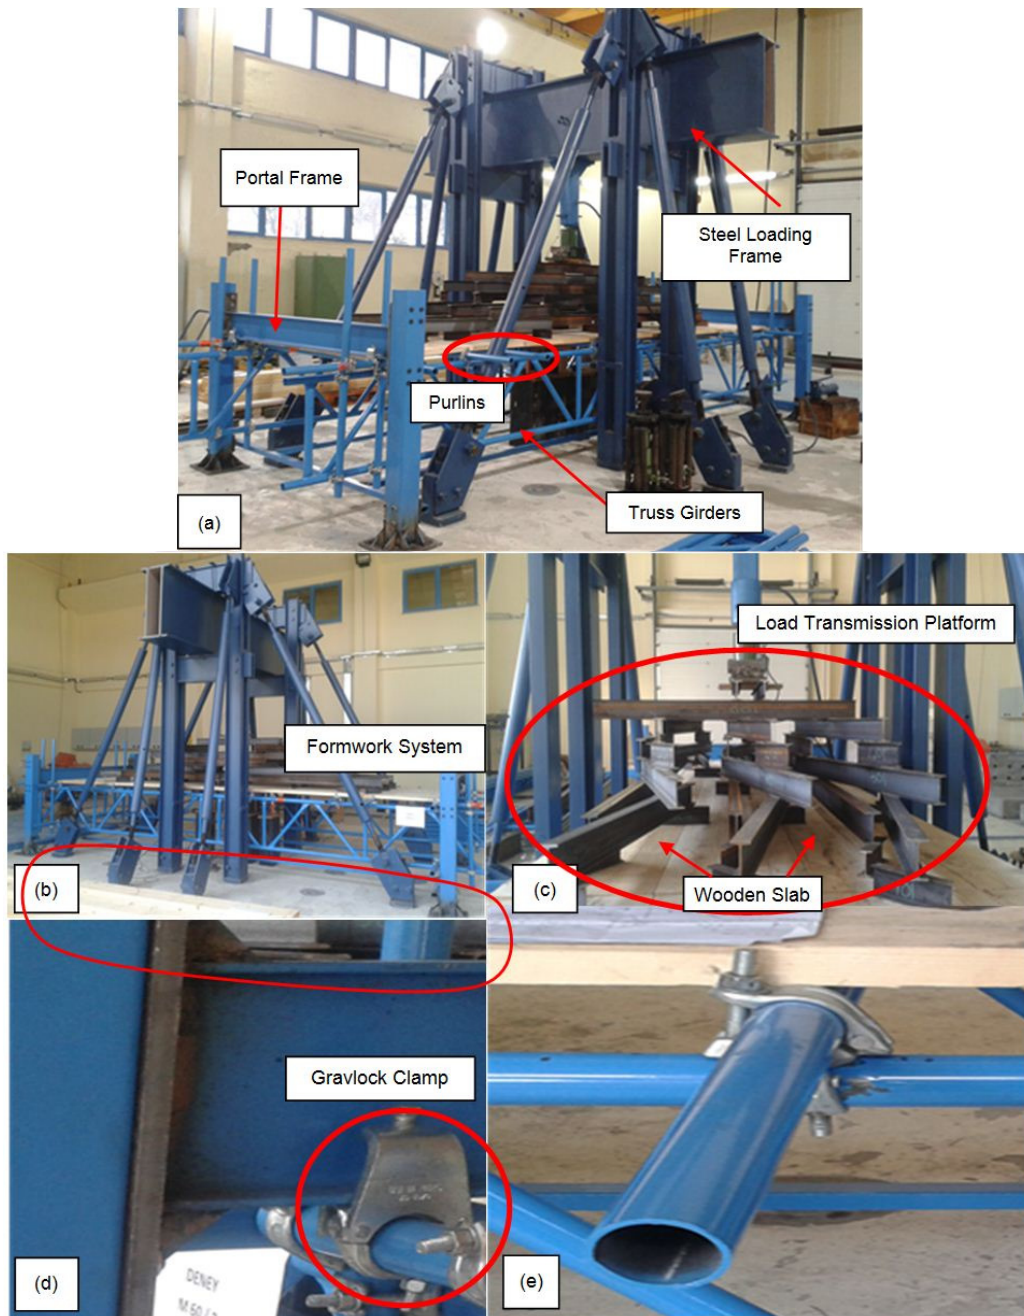 Portal Frame
Steel Loading
Frame
Purlins
Truss Girders
(a)
Formwork System
(b)
Load Transmission Platform
Wooden Slab
(c)
Gravlock Clamp
DENEY
(d)
(e)